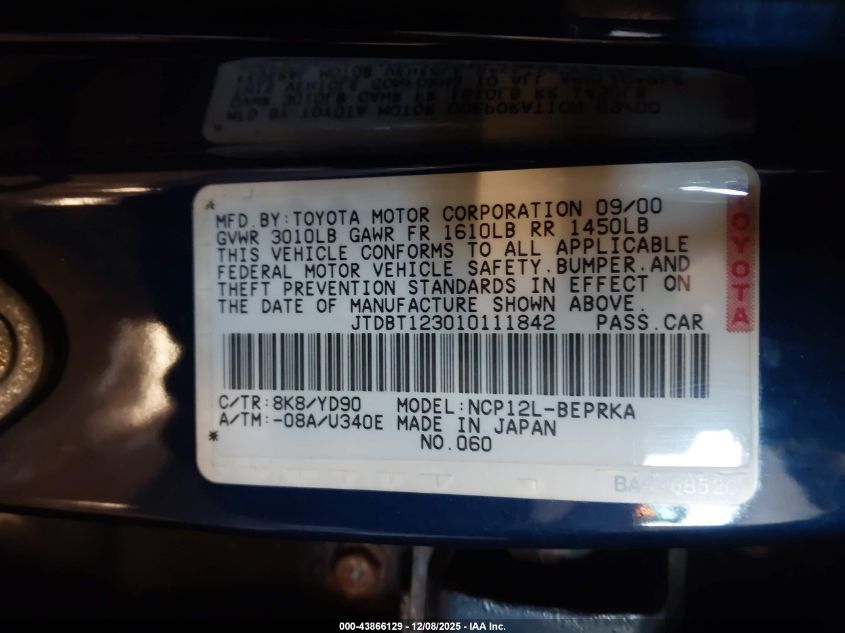 MFD.BY:TOYOTA MOTOR CORPORATION 09/00
GVWR 3010LB GAWR FR 1610LB RR 1450LB
THIS VEHICLE CONFORMS TO ALL APPLICABLE
FEDERAL MOTOR VEHICLE SAFETY.BUMPER.AND
THEFT PREVENTION STANDARDS IN EFFECT ON
THE DATE OF MANUFACTURE SHOWN ABOVE.
JTDBT123010111842 PASS.CAR
C/TR:8K8/YD90 MODEL:NCP12L-BEPRKA
A/TM:-08A/U340E MADE IN JAPAN
* NO.060
TOYOTA
000-43866129 - 12/08/2025 - IAA Inc.